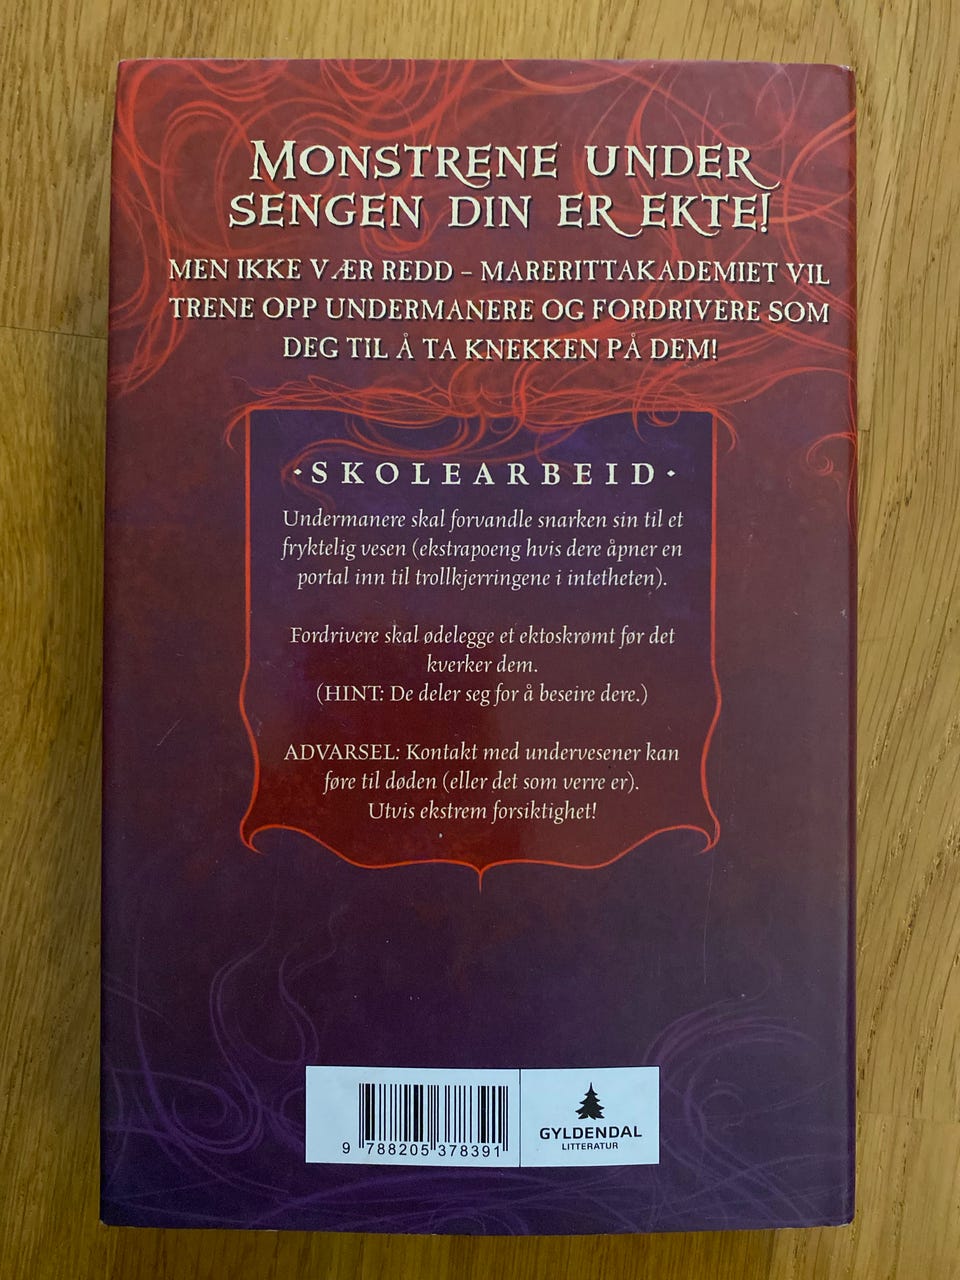 MONSTRENE UNDER
SENGEN DIN ER EKTE!
MEN IKKE VÆR REDD – MARERITTAKADEMIET VIL
TRENE OPP UNDERMANERE OG FORDRIVERE SOM
DEG TIL Å TA KNEKKEN PÅ DEM!
· SKOLEARBEID ·
Undermanere skal forvandle snarken sin til et
fryktelig vesen (ekstrapoeng hvis dere åpner en
portal inn til trollkjerringene i intetheten).
Fordrivere skal ødelegge et ektoskrømt før det
kverker dem.
(HINT: De deler seg for å beseire dere.)
ADVARSEL: Kontakt med undervesener kan
føre til døden (eller det som verre er).
Utvis ekstrem forsiktighet!
9 788205 378391
GYLDENDAL
LITTERATUR